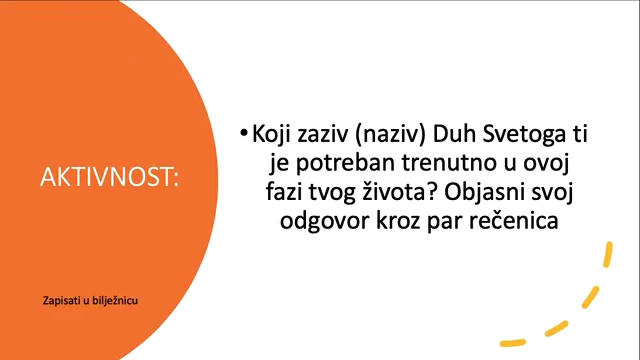 AKTIVNOST:
Zapisati u bilježnicu
•Koji zaziv (naziv) Duh Svetoga ti
je potreban trenutno u ovoj
fazi tvog života? Objasni svoj
odgovor kroz par rečenica